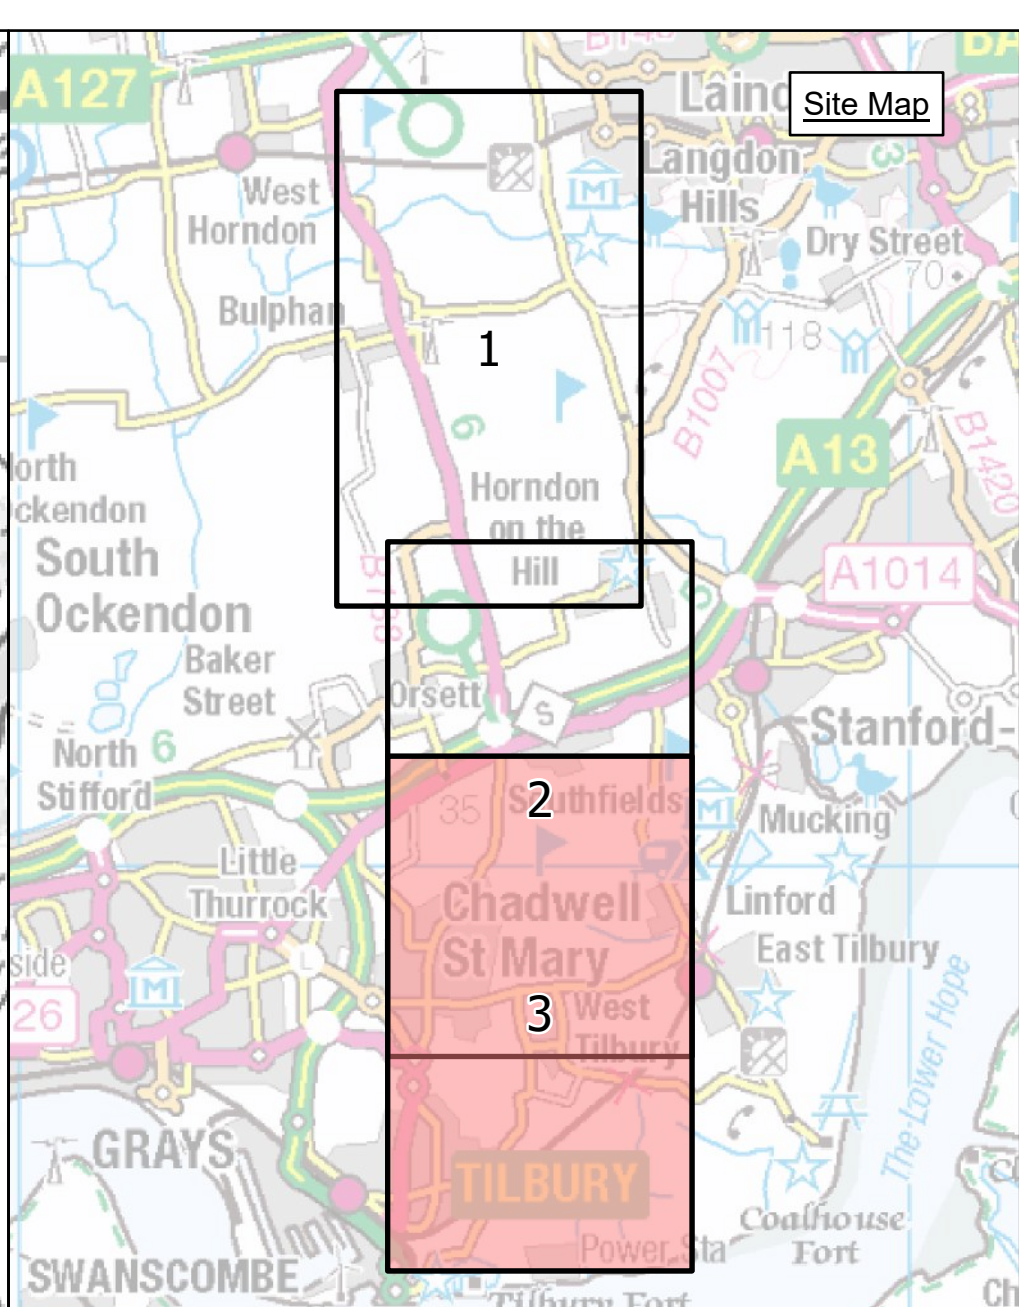 A127
Laind
Site Map
Langdon
Hills
West
Horndon
3
Dry Street
70
Bulphan
118
1
B1007
6
A13
B1420
Horndon
on the
Hill
orth
ckendon
South
Ockendon
5
A1014
Baker
Street
Orsett
S
Stanford-
North 6
Stifford
35
2
Southfields
Mucking
Little
Thurrock
Chadwell
St Mary
Linford
East Tilbury
L
side
26
3
West
Tilbury
The Lower Hope
GRAYS
TILBURY
Coalhouse
Fort
Power Sta
SWANSCOMBE
Tilbury Fort
Ch